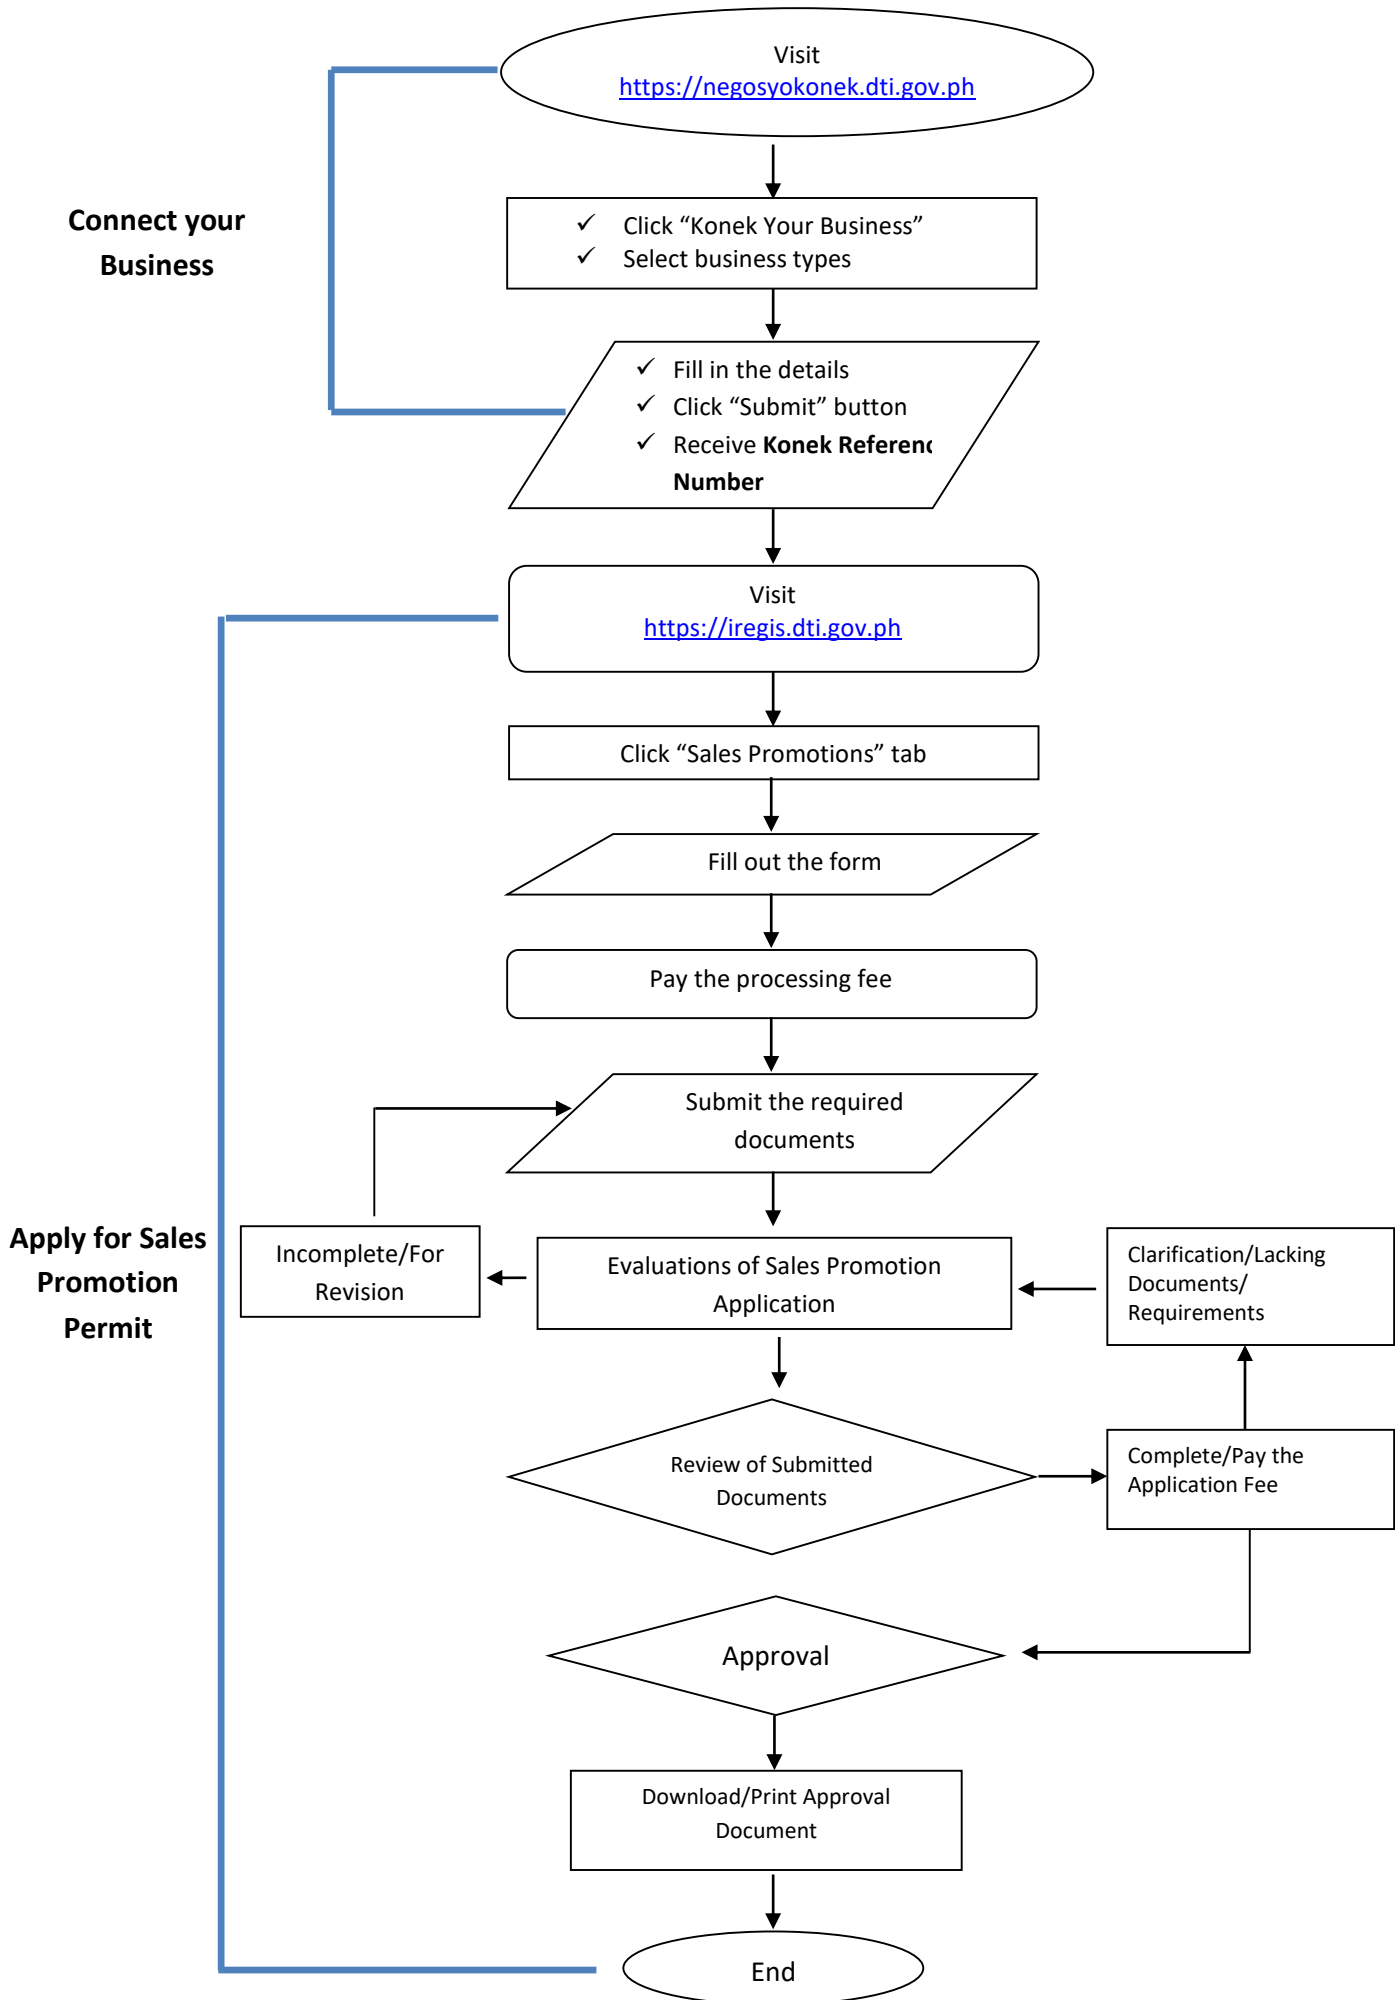 Visit
https://negosyokonek.dti.gov.ph
Connect your
Business
✓ Click “Konek Your Business”
✓ Select business types
✓ Fill in the details
✓ Click “Submit” button
✓ Receive Konek Referenc
Number
Visit
https://iregis.dti.gov.ph
Click “Sales Promotions” tab
Fill out the form
Pay the processing fee
Submit the required
documents
Apply for Sales
Promotion
Permit
Incomplete/For
Revision
Evaluations of Sales Promotion
Application
Clarification/Lacking
Documents/
Requirements
Review of Submitted
Documents
Complete/Pay the
Application Fee
Approval
Download/Print Approval
Document
End